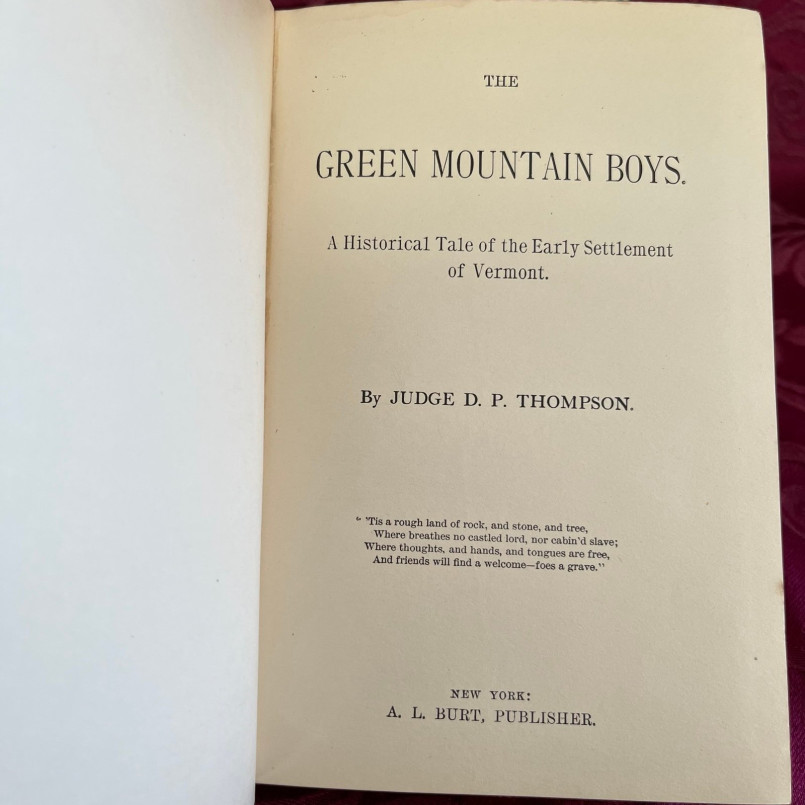 THE
GREEN MOUNTAIN BOYS.
A Historical Tale of the Early Settlement
of Vermont.
By JUDGE D. P. THOMPSON.
“ 'Tis a rough land of rock, and stone, and tree,
Where breathes no castled lord, nor cabin'd slave;
Where thoughts, and hands, and tongues are free,
And friends will find a welcome—foes a grave.”
NEW YORK:
A. L. BURT, PUBLISHER.